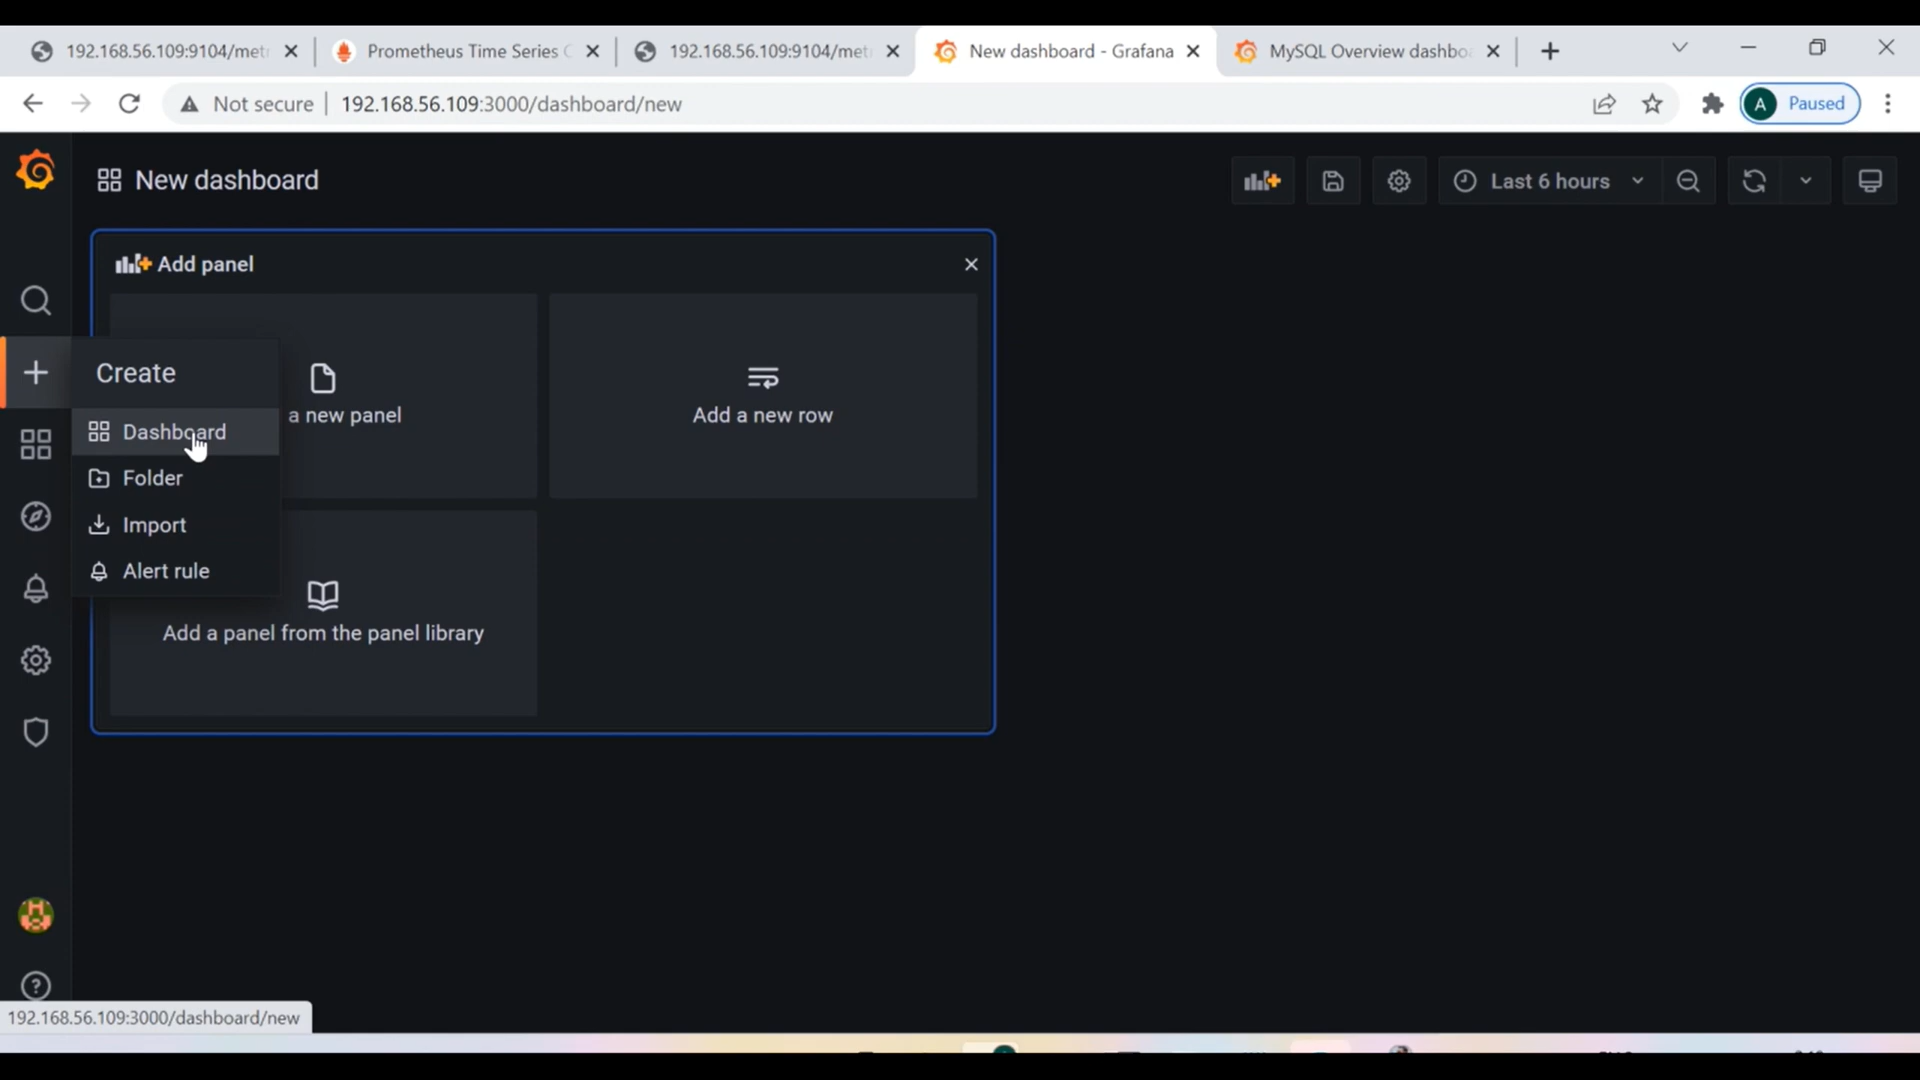 192.168.56.109:9104/met
Prometheus Time Series
192.168.56.109:9104/met
New dashboard - Grafana
MySQL Overview dashbo
Not secure
192.168.56.109:3000/dashboard/new
A
Paused
New dashboard
Last 6 hours
Add panel
Create
a new panel
Add a new row
Dashboard
Folder
Import
Alert rule
Add a panel from the panel library
192.168.56.109:3000/dashboard/new